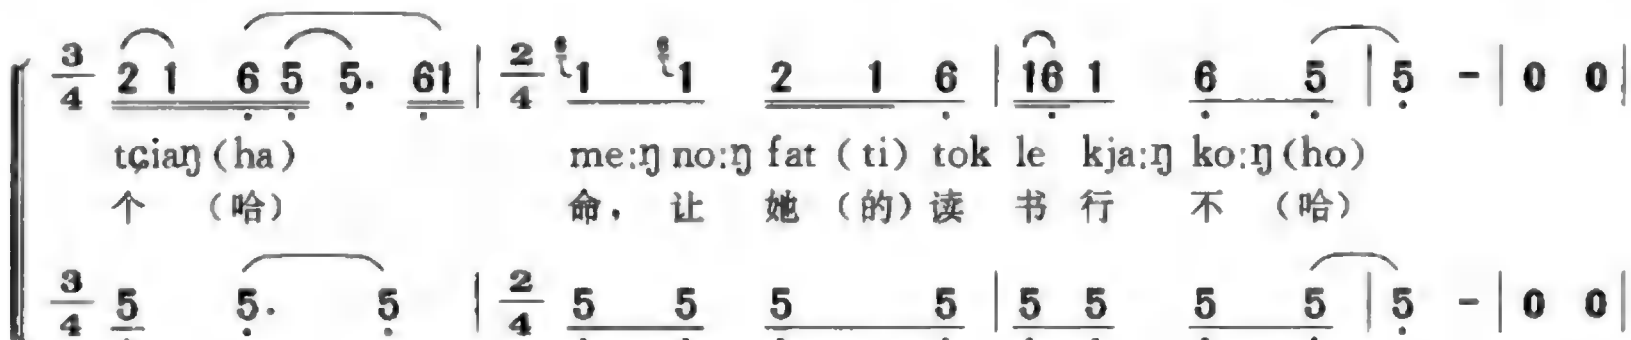 3/4 2 1 6 5 5. 61 | 2/4 6 1 6 1 2 1 6 | 16 1 6 5 | 5 - | 0 0 |
tɕiaŋ (ha) me:ŋ no:ŋ fat (ti) tok le kja:ŋ ko:ŋ (ho)
个 (哈) 命，让 她 (的) 读 书 行 不 (哈)
3/4 5 5. 5 | 2/4 5 5 5 5 | 5 5 5 5 | 5 - | 0 0 |